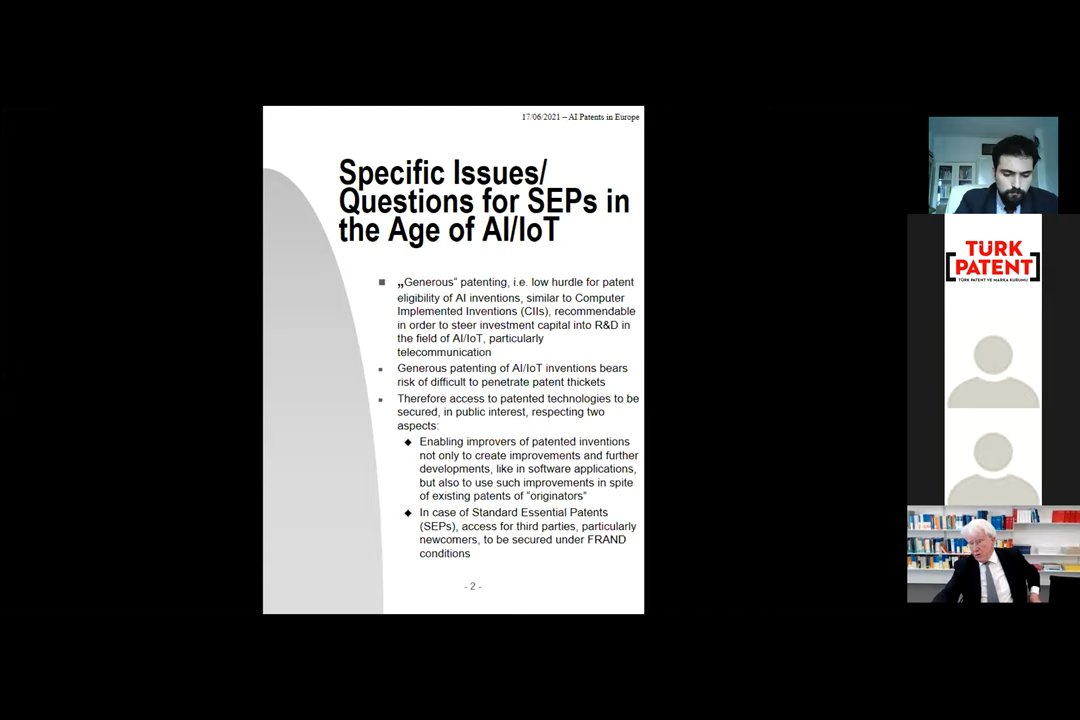 17/06/2021 – AI Patents in Europe
Specific Issues/
Questions for SEPs in
the Age of AI/IoT
■ „Generous“ patenting, i.e. low hurdle for patent
eligibility of AI inventions, similar to Computer
Implemented Inventions (CIIs), recommendable
in order to steer investment capital into R&D in
the field of AI/IoT, particularly
telecommunication
▪ Generous patenting of AI/IoT inventions bears
risk of difficult to penetrate patent thickets
▪ Therefore access to patented technologies to be
secured, in public interest, respecting two
aspects:
◆ Enabling improvers of patented inventions
not only to create improvements and further
developments, like in software applications,
but also to use such improvements in spite
of existing patents of “originators”
◆ In case of Standard Essential Patents
(SEPs), access for third parties, particularly
newcomers, to be secured under FRAND
conditions
- 2 -
TÜRK
PATENT
TÜRK PATENT VE MARKA KURUMU